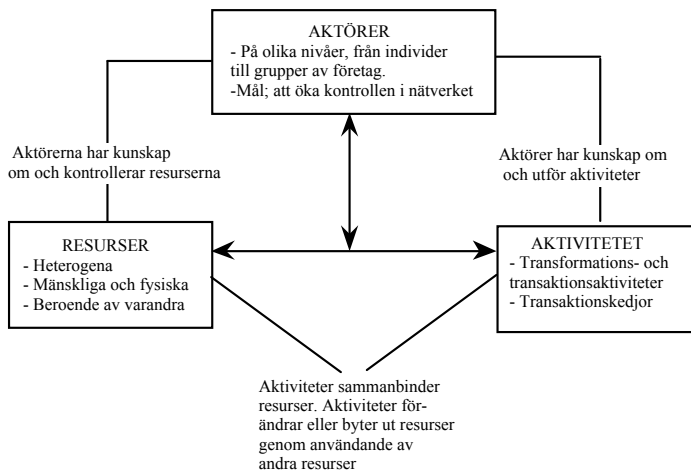 AKTÖRER
- På olika nivåer, från individer
till grupper av företag.
-Mål; att öka kontrollen i nätverket
Aktörerna har kunskap
om och kontrollerar resurserna
Aktörer har kunskap om
och utför aktiviteter
RESURSER
- Heterogena
- Mänskliga och fysiska
- Beroende av varandra
AKTIVITETET
- Transformations- och
transaktionsaktiviteter
- Transaktionskedjor
Aktiviteter sammanbinder
resurser. Aktiviteter för-
ändrar eller byter ut resurser
genom användande av
andra resurser